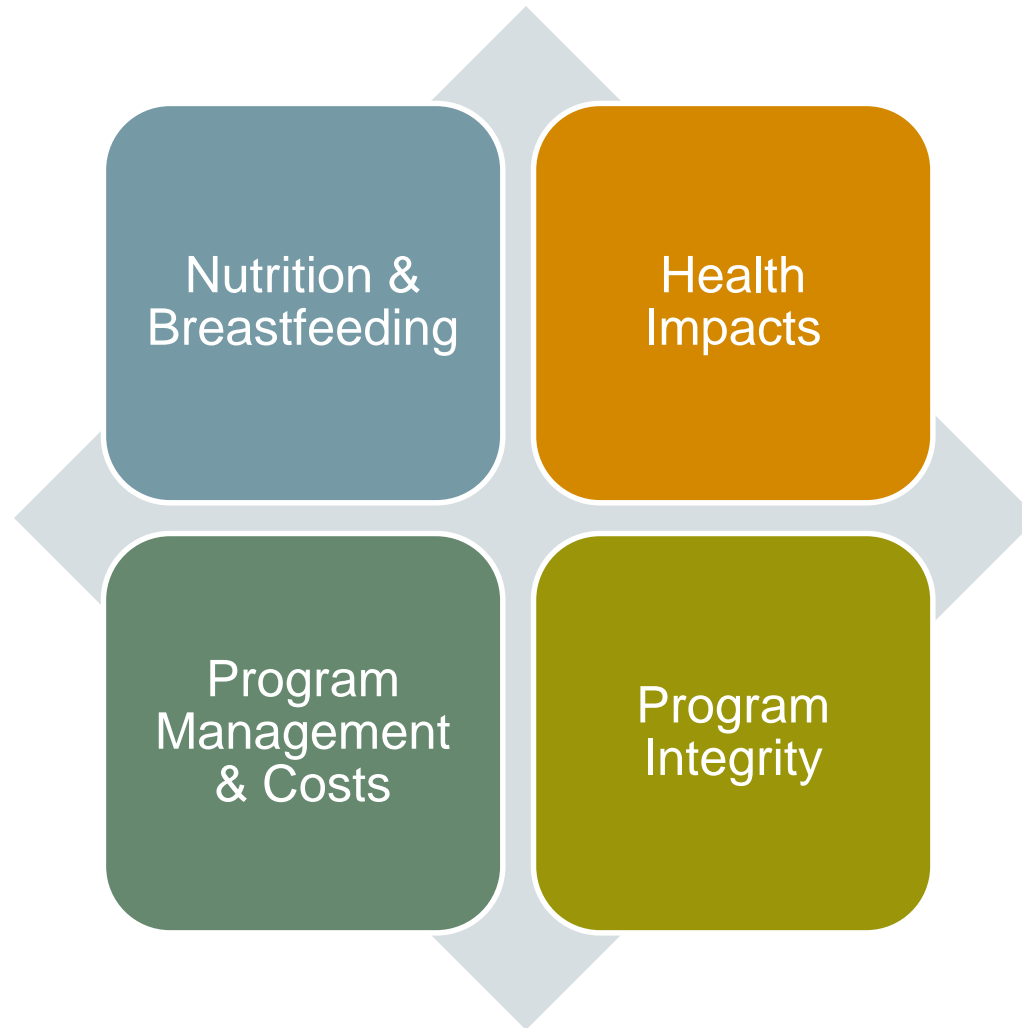 Nutrition &
Breastfeeding
Health
Impacts
Program
Management
& Costs
Program
Integrity